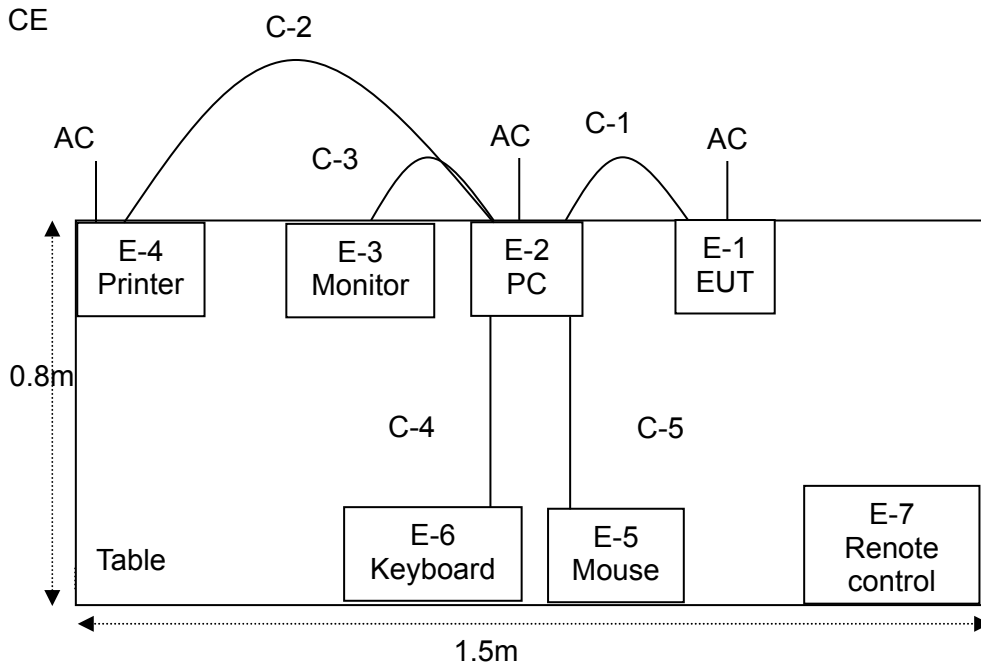 CE
C-2
AC
C-3
AC
C-1
AC
E-4
Printer
E-3
Monitor
E-2
PC
E-1
EUT
0.8m
C-4
C-5
Table
E-6
Keyboard
E-5
Mouse
E-7
Renote
control
1.5m